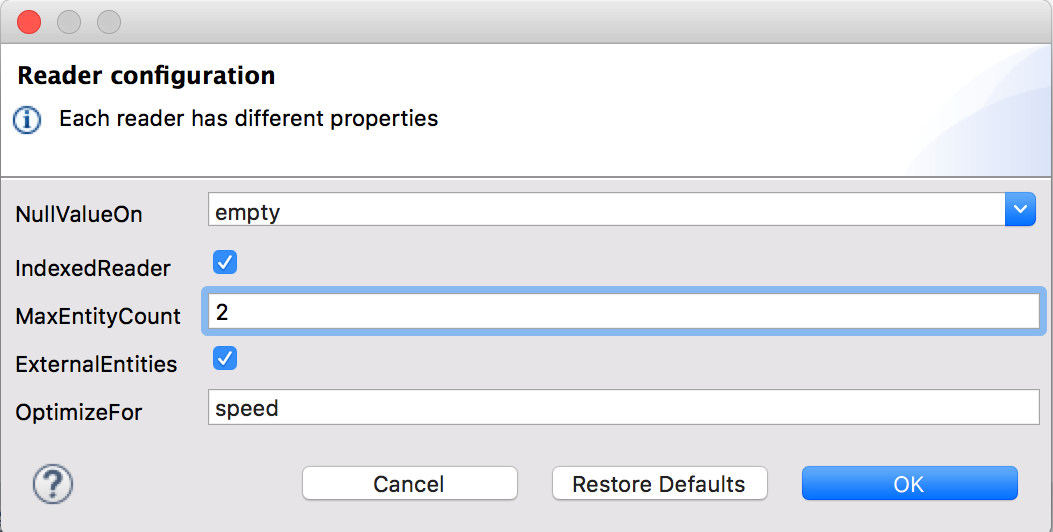 Reader configuration
Each reader has different properties
NullValueOn empty
IndexedReader
MaxEntityCount 2
ExternalEntities
OptimizeFor speed
? Cancel Restore Defaults OK